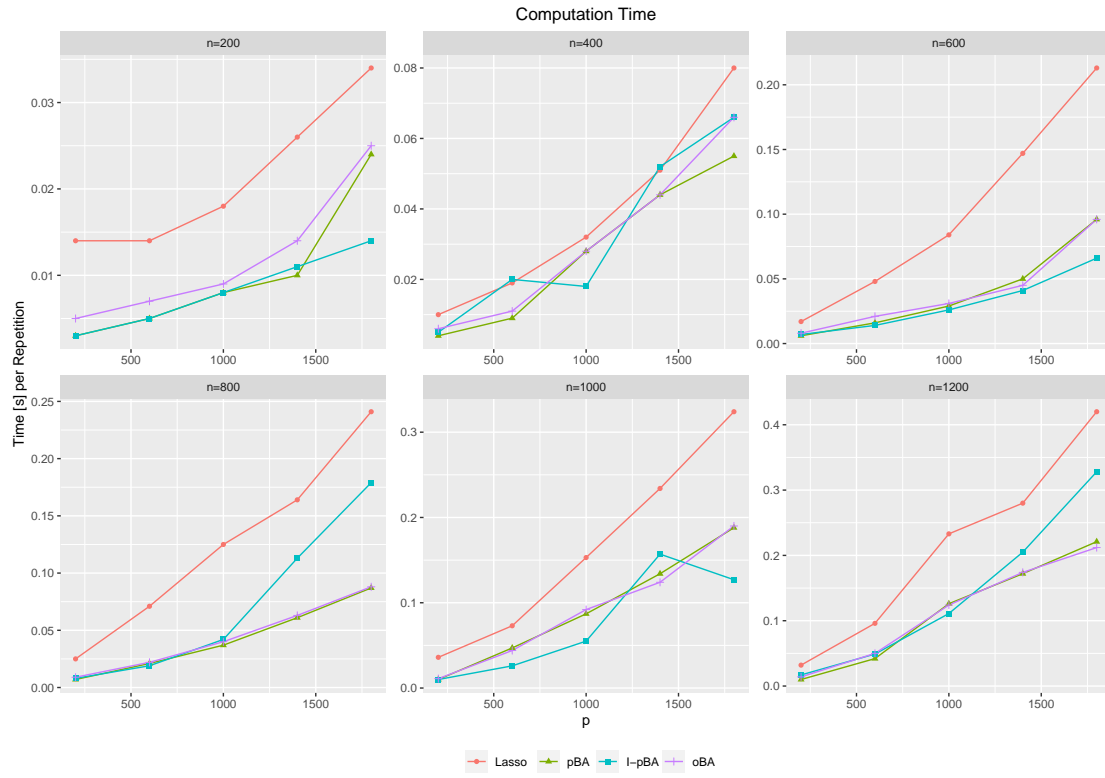 Computation Time
n=200
n=400
n=600
0.03
0.02
0.01
0.08
0.06
0.04
0.02
0.20
0.15
0.10
0.05
0.00
500 1000 1500
500 1000 1500
500 1000 1500
Time [s] per Repetition
n=800
n=1000
n=1200
0.25
0.20
0.15
0.10
0.05
0.00
0.3
0.2
0.1
0.0
0.4
0.3
0.2
0.1
0.0
500 1000 1500
500 1000 1500
500 1000 1500
p
Lasso pBA I-pBA oBA